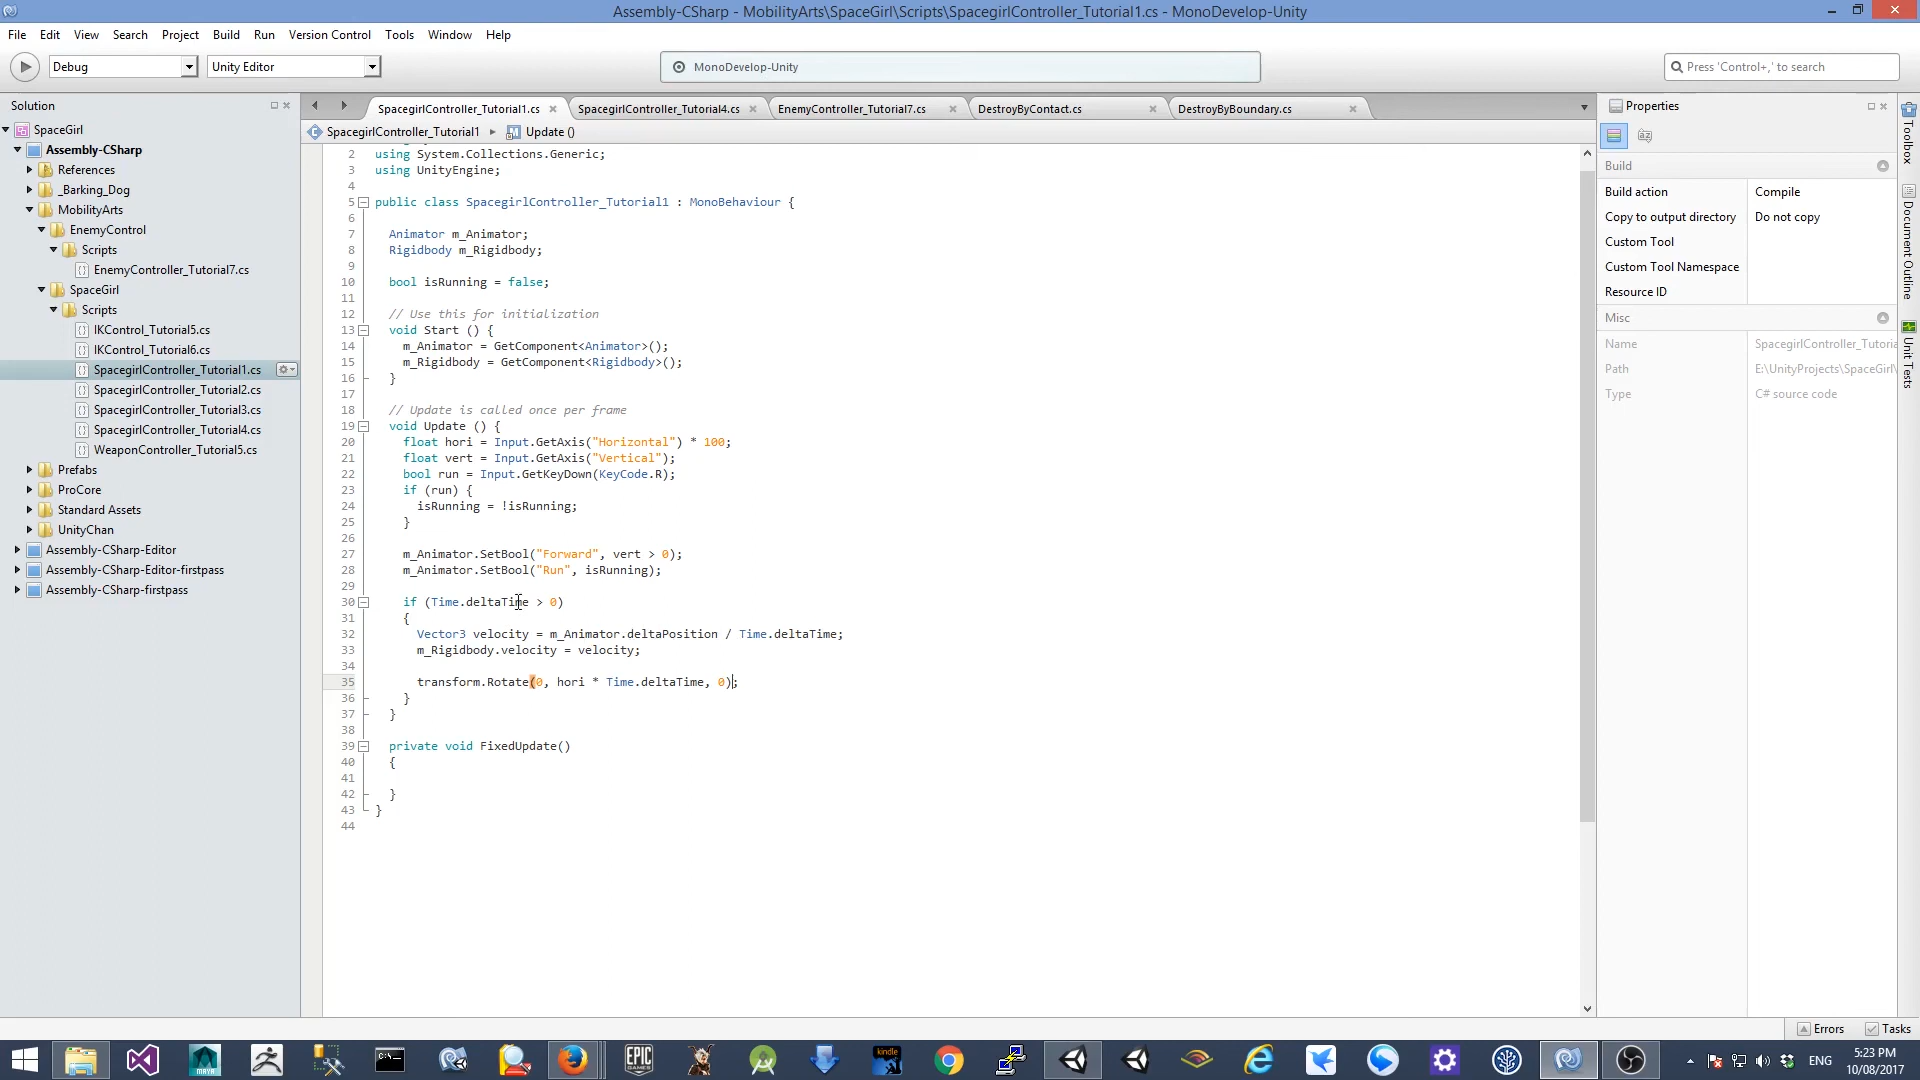 Assembly-CSharp - MobilityArts\SpaceGirl\Scripts\SpacegirlController_Tutorial1.cs - MonoDevelop-Unity
File Edit View Search Project Build Run Version Control Tools Window Help
Debug Unity Editor MonoDevelop-Unity Press 'Control+,' to search
Solution
SpaceGirl
Assembly-CSharp
References
_Barking_Dog
MobilityArts
EnemyControl
Scripts
EnemyController_Tutorial7.cs
SpaceGirl
Scripts
IKControl_Tutorial5.cs
IKControl_Tutorial6.cs
SpacegirlController_Tutorial1.cs
SpacegirlController_Tutorial2.cs
SpacegirlController_Tutorial3.cs
SpacegirlController_Tutorial4.cs
WeaponController_Tutorial5.cs
Prefabs
ProCore
Standard Assets
UnityChan
Assembly-CSharp-Editor
Assembly-CSharp-Editor-firstpass
Assembly-CSharp-firstpass
SpacegirlController_Tutorial1.cs SpacegirlController_Tutorial4.cs EnemyController_Tutorial7.cs DestroyByContact.cs DestroyByBoundary.cs
SpacegirlController_Tutorial1 Update ()
2 using System.Collections.Generic;
3 using UnityEngine;
4
5 public class SpacegirlController_Tutorial1 : MonoBehaviour {
6
7 Animator m_Animator;
8 Rigidbody m_Rigidbody;
9
10 bool isRunning = false;
11
12 // Use this for initialization
13 void Start () {
14 m_Animator = GetComponent<Animator>();
15 m_Rigidbody = GetComponent<Rigidbody>();
16 }
17
18 // Update is called once per frame
19 void Update () {
20 float hori = Input.GetAxis("Horizontal") * 100;
21 float vert = Input.GetAxis("Vertical");
22 bool run = Input.GetKeyDown(KeyCode.R);
23 if (run) {
24 isRunning = !isRunning;
25 }
26
27 m_Animator.SetBool("Forward", vert > 0);
28 m_Animator.SetBool("Run", isRunning);
29
30 if (Time.deltaTime > 0)
31 {
32 Vector3 velocity = m_Animator.deltaPosition / Time.deltaTime;
33 m_Rigidbody.velocity = velocity;
34
35 transform.Rotate(0, hori * Time.deltaTime, 0);
36 }
37 }
38
39 private void FixedUpdate()
40 {
41
42 }
43 }
44
Properties
Build
Build action Compile
Copy to output directory Do not copy
Custom Tool
Custom Tool Namespace
Resource ID
Misc
Name SpacegirlController_Tutoria
Path E:\UnityProjects\SpaceGirl\
Type C# source code
Toolbox
Document Outline
Unit Tests
Errors Tasks
MAYA
EPIC GAMES
kindle
ENG
5:23 PM
10/08/2017